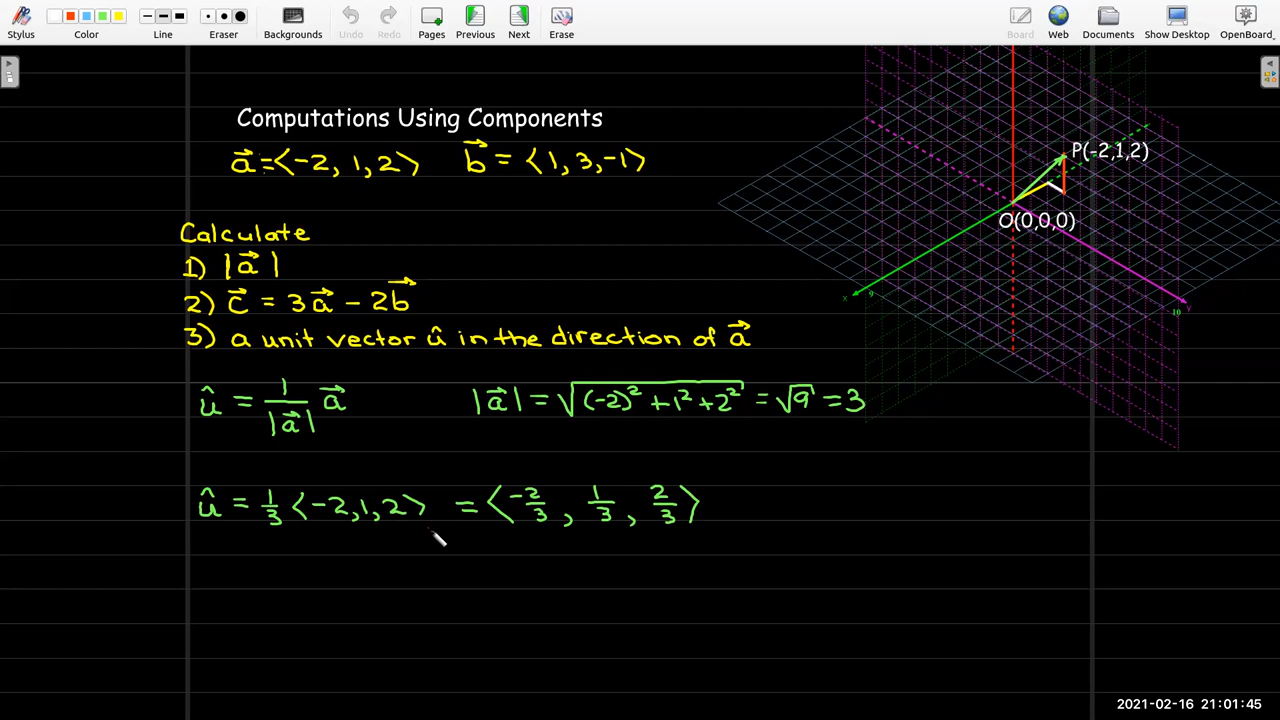 Stylus Color Line Eraser Backgrounds Undo Redo Pages Previous Next Erase Board Web Documents Show Desktop OpenBoard
Computations Using Components
a⃗ = ⟨-2, 1, 2⟩ b⃗ = ⟨1, 3, -1⟩
P(-2,1,2)
O(0,0,0)
Calculate
1) |a⃗|
x 9
y
10
2) c⃗ = 3a⃗ - 2b⃗
3) a unit vector û in the direction of a⃗
û = 1/|a⃗| a⃗ |a⃗| = √((-2)² + 1² + 2²) = √9 = 3
û = 1/3 ⟨-2, 1, 2⟩ = ⟨-2/3, 1/3, 2/3⟩
2021-02-16 21:01:45